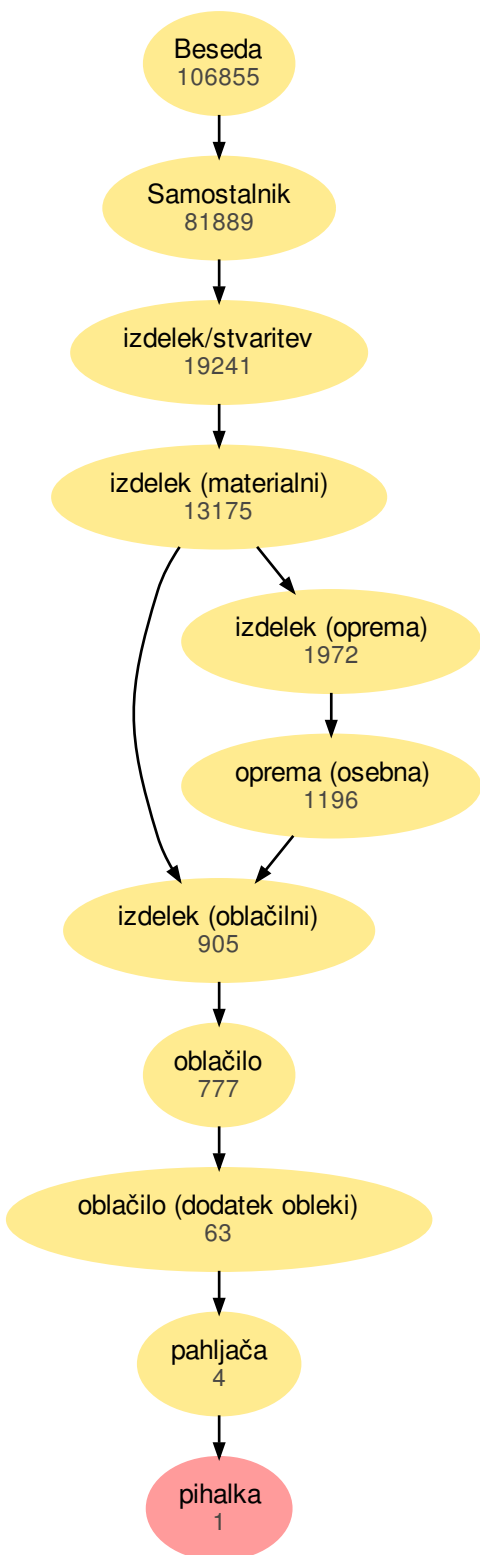 Beseda
106855
Samostalnik
81889
izdelek/stvaritev
19241
izdelek (materialni)
13175
izdelek (oprema)
1972
oprema (osebna)
1196
izdelek (oblačilni)
905
oblačilo
777
oblačilo (dodatek obleki)
63
pahljača
4
pihalka
1